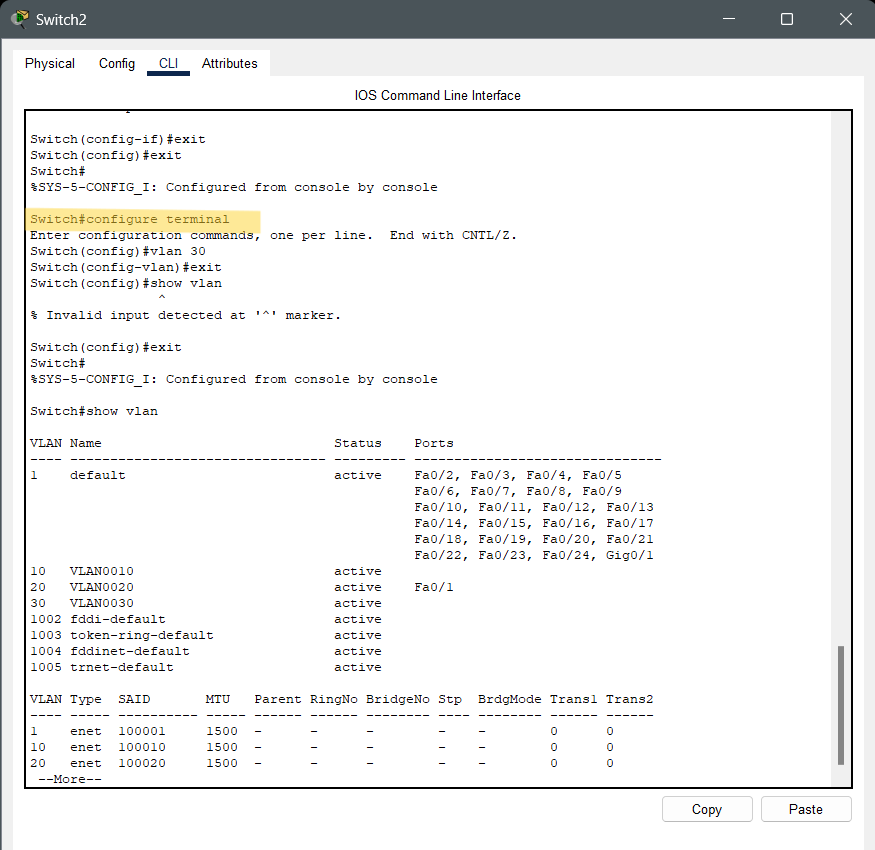 Switch2
Physical Config CLI Attributes
IOS Command Line Interface
Switch(config-if)#exit
Switch(config)#exit
Switch#
%SYS-5-CONFIG_I: Configured from console by console
Switch#configure terminal
Enter configuration commands, one per line.  End with CNTL/Z.
Switch(config)#vlan 30
Switch(config-vlan)#exit
Switch(config)#show vlan
^
% Invalid input detected at '^' marker.
Switch(config)#exit
Switch#
%SYS-5-CONFIG_I: Configured from console by console
Switch#show vlan
VLAN Name                             Status    Ports
---- -------------------------------- --------- -------------------------------
1    default                          active    Fa0/2, Fa0/3, Fa0/4, Fa0/5
Fa0/6, Fa0/7, Fa0/8, Fa0/9
Fa0/10, Fa0/11, Fa0/12, Fa0/13
Fa0/14, Fa0/15, Fa0/16, Fa0/17
Fa0/18, Fa0/19, Fa0/20, Fa0/21
Fa0/22, Fa0/23, Fa0/24, Gig0/1
10   VLAN0010                         active
20   VLAN0020                         active    Fa0/1
30   VLAN0030                         active
1002 fddi-default                     active
1003 token-ring-default               active
1004 fddinet-default                  active
1005 trnet-default                    active
VLAN Type  SAID       MTU   Parent RingNo BridgeNo Stp  BrdgMode Trans1 Trans2
---- ----- ---------- ----- ------ ------ -------- ---- -------- ------ ------
1    enet  100001     1500  -      -      -        -    -        0      0
10   enet  100010     1500  -      -      -        -    -        0      0
20   enet  100020     1500  -      -      -        -    -        0      0
--More--
Copy Paste